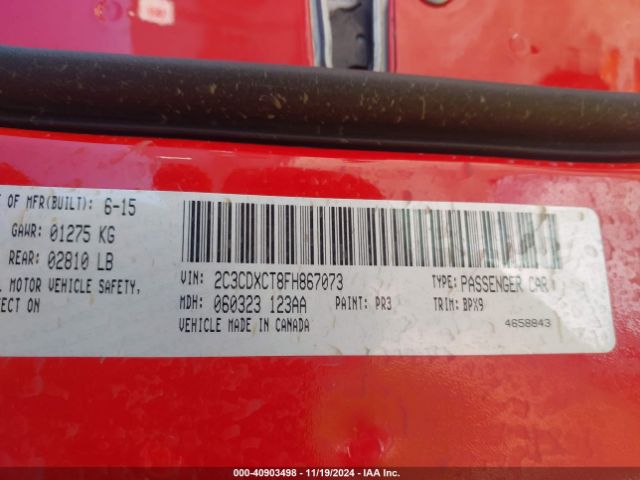 E OF MFR(BUILT): 6-15
GAWR: 01275 KG
REAR: 02810 LB
MOTOR VEHICLE SAFETY,
ECT ON
VIN: 2C3CDXCT8FH867073
TYPE: PASSENGER CAR
MDH: 060323 123AA
PAINT: PR3
TRIM: BPX9
VEHICLE MADE IN CANADA
4658843
000-40903498 - 11/19/2024 - IAA Inc.